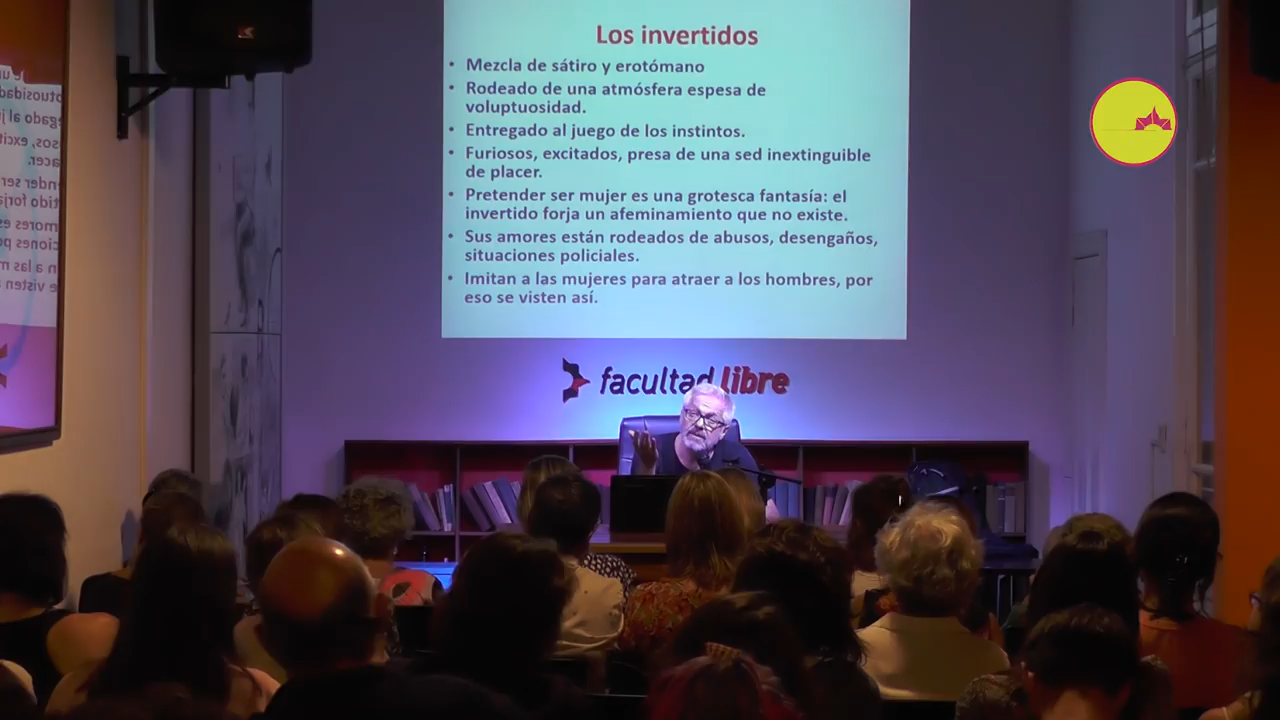 Los invertidos
• Mezcla de sátiro y erotómano
• Rodeado de una atmósfera espesa de
voluptuosidad.
• Entregado al juego de los instintos.
• Furiosos, excitados, presa de una sed inextinguible
de placer.
• Pretender ser mujer es una grotesca fantasía: el
invertido forja un afeminamiento que no existe.
• Sus amores están rodeados de abusos, desengaños,
situaciones policiales.
• Imitan a las mujeres para atraer a los hombres, por
eso se visten así.
facultad libre